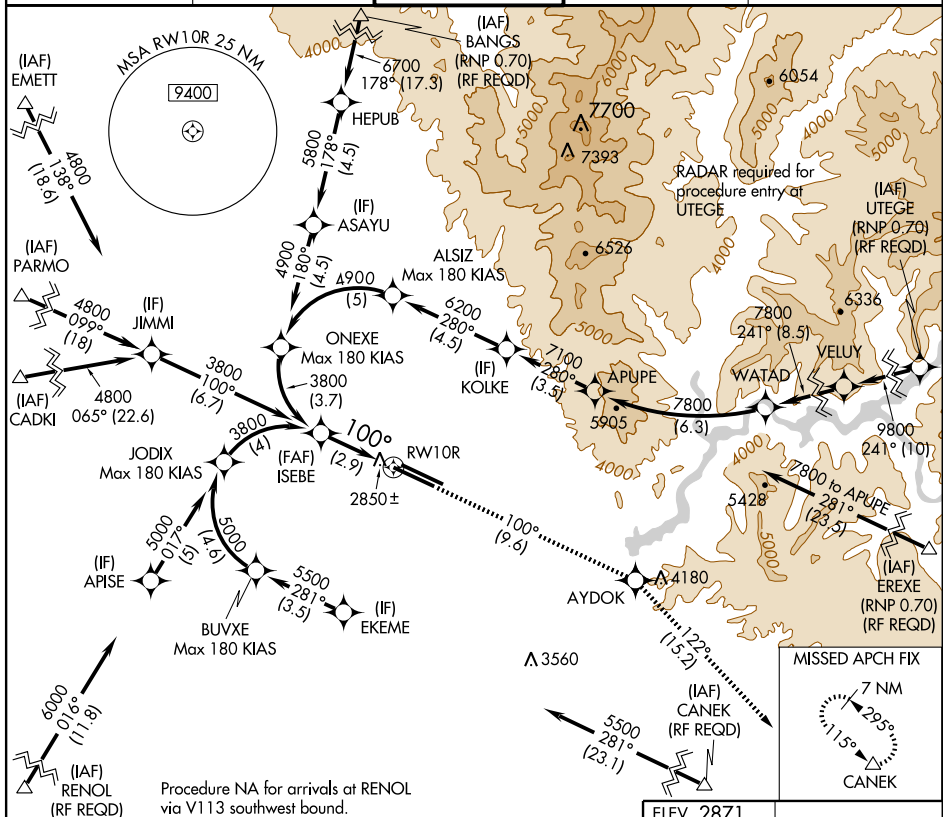 MSA RW10R 25 NM
9400
(IAF)
EMETT
4800
138°
(18.6)
(IAF)
BANGS
(RNP 0.70)
(RF REQD)
6700
178° (17.3)
HEPUB
5800
178°
(4.5)
(IF)
ASAYU
4900
180°
(4.5)
4000
7700
7393
6526
5000
6054
5000
4000
5000
4000
RADAR required for
procedure entry at
UTEGE
(IAF)
UTEGE
(RNP 0.70)
(RF REQD)
(IAF)
PARMO
4800
099°
(18)
(IF)
JIMMI
(IAF)
CADKI
4800
065° (22.6)
3800
100°
(6.7)
4900
(5)
ALSIZ
Max 180 KIAS
ONEXE
Max 180 KIAS
3800
(3.7)
6200
280°
(4.5)
(IF)
KOLKE
7100
280°
(3.5)
APUPE
5905
5000
4000
7800
(6.3)
WATAD
7800
241° (8.5)
VELUY
6336
9800
241° (10)
JODIX
Max 180 KIAS
3800
(4)
(FAF)
ISEBE
100°
(2.9)
RW10R
2850 ±
5000
017°
(5)
(IF)
APISE
5000
(4.6)
BUVXE
Max 180 KIAS
5500
281°
(3.5)
(IF)
EKEME
100°
(9.6)
AYDOK
4180
4000
5428
5000
7800 to APUPE
281°
(23.5)
(IAF)
EREXE
(RNP 0.70)
(RF REQD)
122°
(15.2)
3560
6000
016°
(11.8)
(IAF)
RENOL
(RF REQD)
Procedure NA for arrivals at RENOL
via V113 southwest bound.
5500
281°
(23.1)
(IAF)
CANEK
(RF REQD)
MISSED APCH FIX
7 NM
295°
115°
CANEK
ELEV 2871